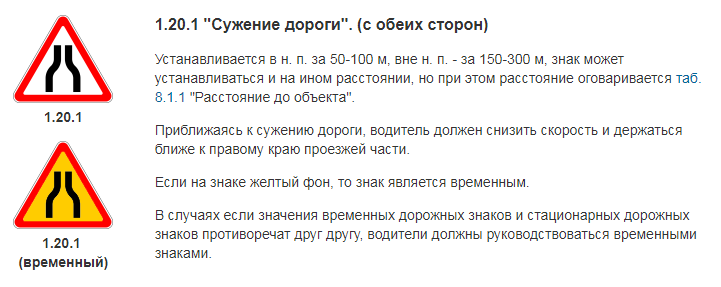 1.20.1 "Сужение дороги". (с обеих сторон)
Устанавливается в н. п. за 50-100 м, вне н. п. - за 150-300 м, знак может
устанавливаться и на ином расстоянии, но при этом расстояние оговаривается таб.
8.1.1 "Расстояние до объекта".
1.20.1
Приближаясь к сужению дороги, водитель должен снизить скорость и держаться
ближе к правому краю проезжей части.
Если на знаке желтый фон, то знак является временным.
В случаях если значения временных дорожных знаков и стационарных дорожных
знаков противоречат друг другу, водители должны руководствоваться временными
знаками.
1.20.1
(временный)